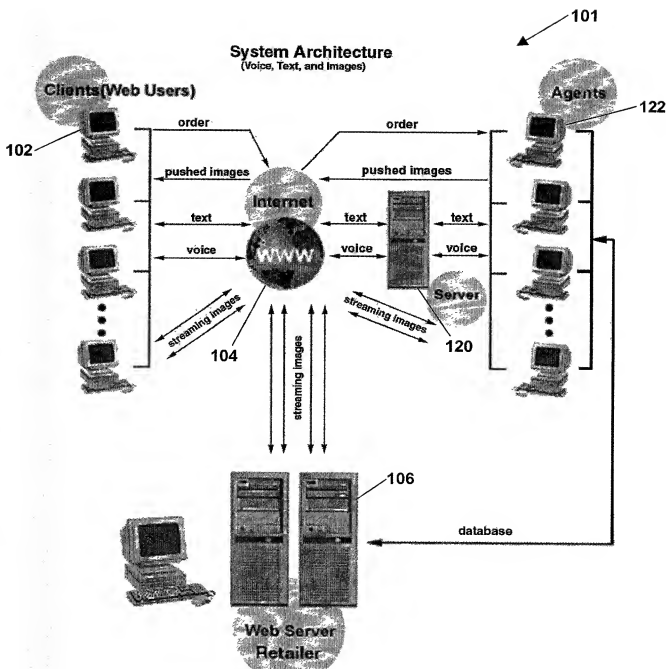 101
System Architecture
(Voice, Text, and Images)
Clients(Web Users)
Agents
102
122
order
order
pushed images
pushed images
Internet
text
text
text
voice
WWW
voice
voice
Server
streaming images
streaming images
104
120
streaming images
106
database
Web Server
Retailer